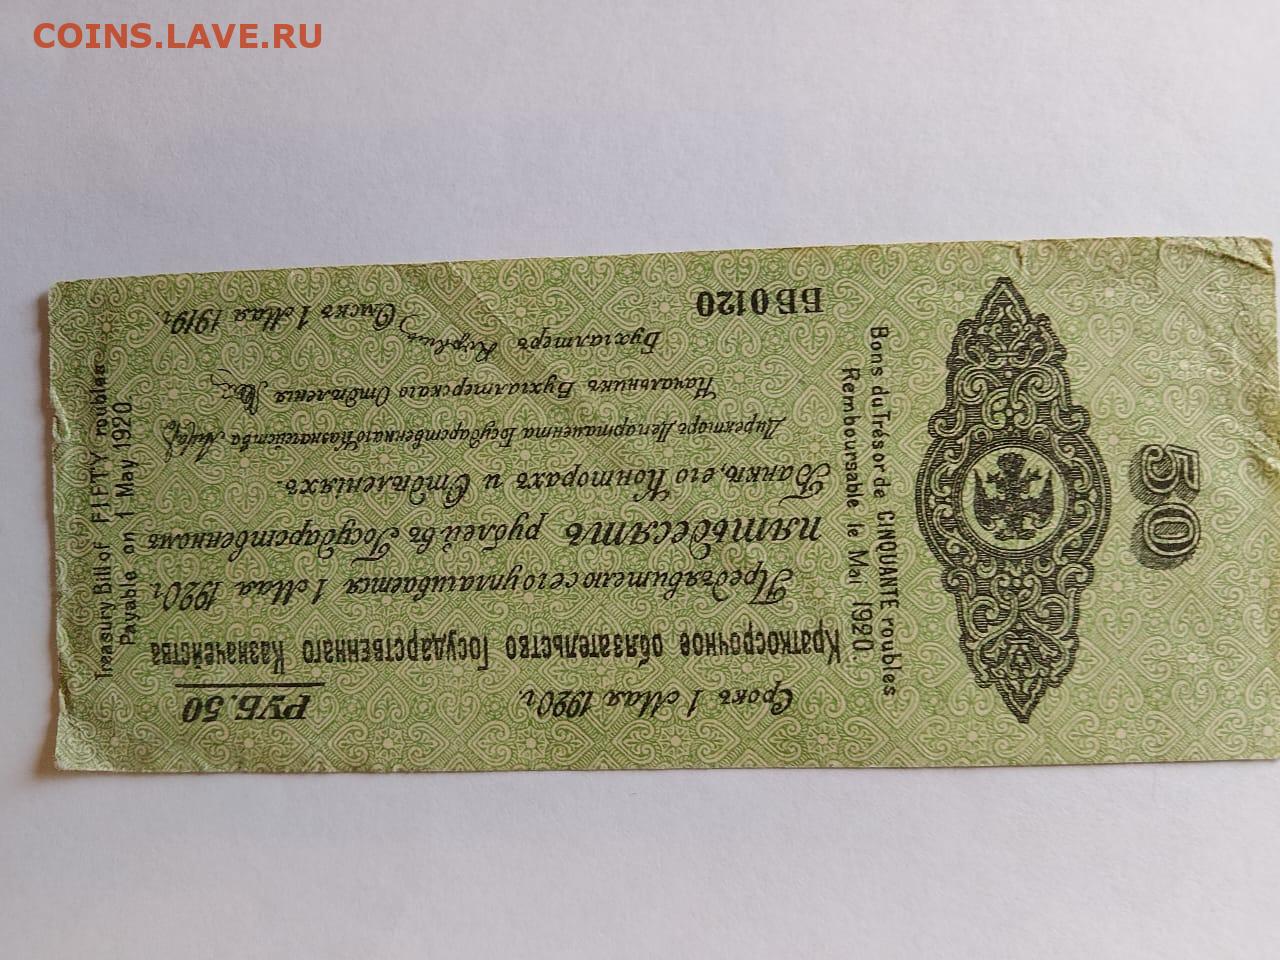 COINS.LAVE.RU
50
Bons du Trésor de CINQUANTE roubles
Remboursable le Mai 1920.
Срокъ 1 Мая 1920 г.
РУБ. 50
Краткосрочное обязательство Государственнаго Казначейства
Предъявителю сего уплачивается 1 Мая 1920 г.
пятьдесятъ рублей въ Государственномъ
Банкѣ, его Конторахъ и Отдѣленіяхъ.
Директоръ Департамента Государственнаго Казначейства
Начальникъ Бухгалтерскаго Отдѣленія
Бухгалтеръ
ББ 0120
Омскъ 1 Мая 1919 г.
Treasury Bill of FIFTY roubles
Payable on 1 May 1920.